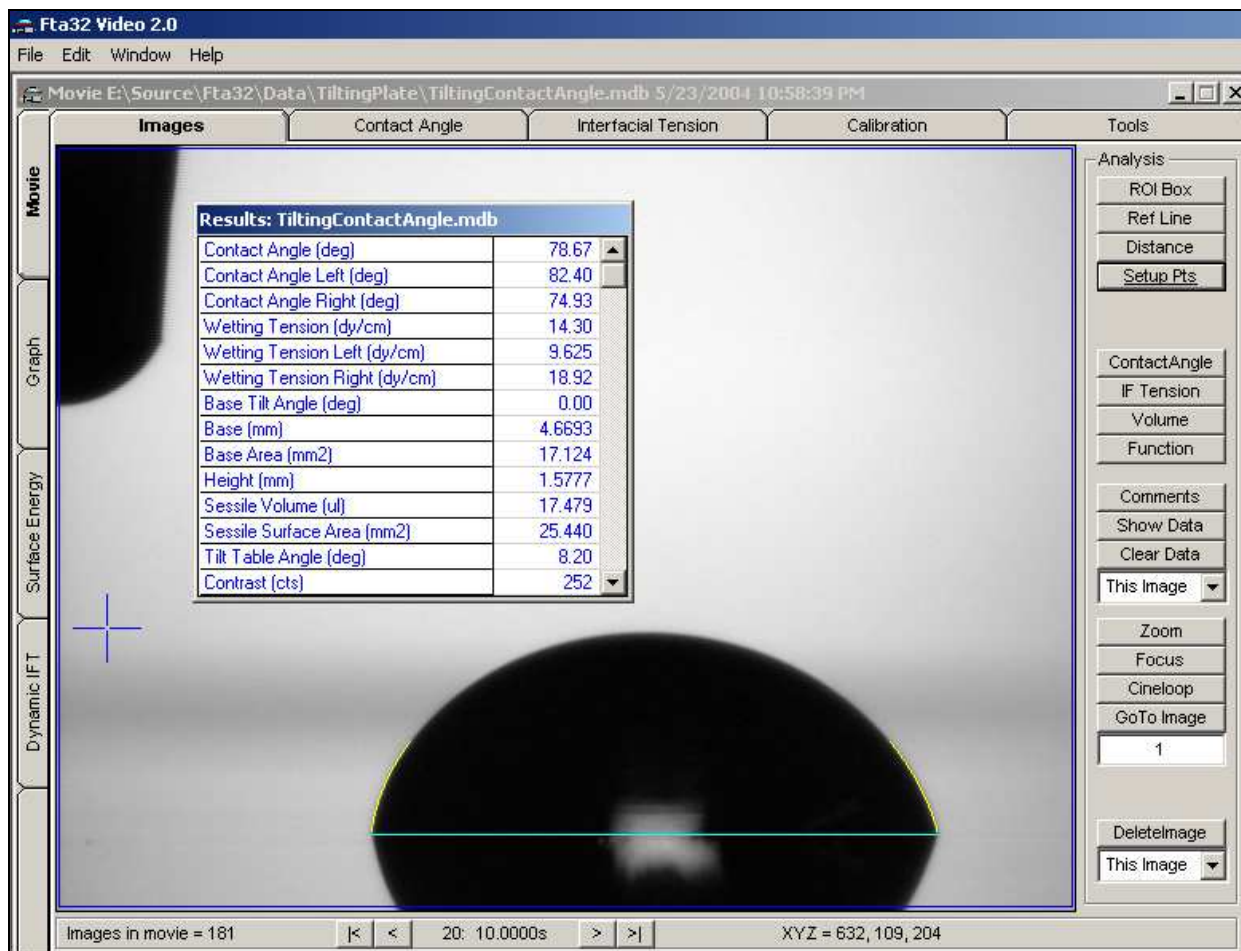 Fta32 Video 2.0
File Edit Window Help
Movie E:\Source\Fta32\Data\TiltingPlate\TiltingContactAngle.mdb 5/23/2004 10:58:39 PM
Images Contact Angle Interfacial Tension Calibration Tools
Movie
Graph
Surface Energy
Dynamic IFT
Results: TiltingContactAngle.mdb
Contact Angle (deg) 78.67
Contact Angle Left (deg) 82.40
Contact Angle Right (deg) 74.93
Wetting Tension (dy/cm) 14.30
Wetting Tension Left (dy/cm) 9.625
Wetting Tension Right (dy/cm) 18.92
Base Tilt Angle (deg) 0.00
Base (mm) 4.6693
Base Area (mm2) 17.124
Height (mm) 1.5777
Sessile Volume (ul) 17.479
Sessile Surface Area (mm2) 25.440
Tilt Table Angle (deg) 8.20
Contrast (cts) 252
Analysis
ROI Box
Ref Line
Distance
Setup Pts
ContactAngle
IF Tension
Volume
Function
Comments
Show Data
Clear Data
This Image
Zoom
Focus
Cineloop
GoTo Image
1
DeleteImage
This Image
Images in movie = 181 |< < 20: 10.0000s > >| XYZ = 632, 109, 204